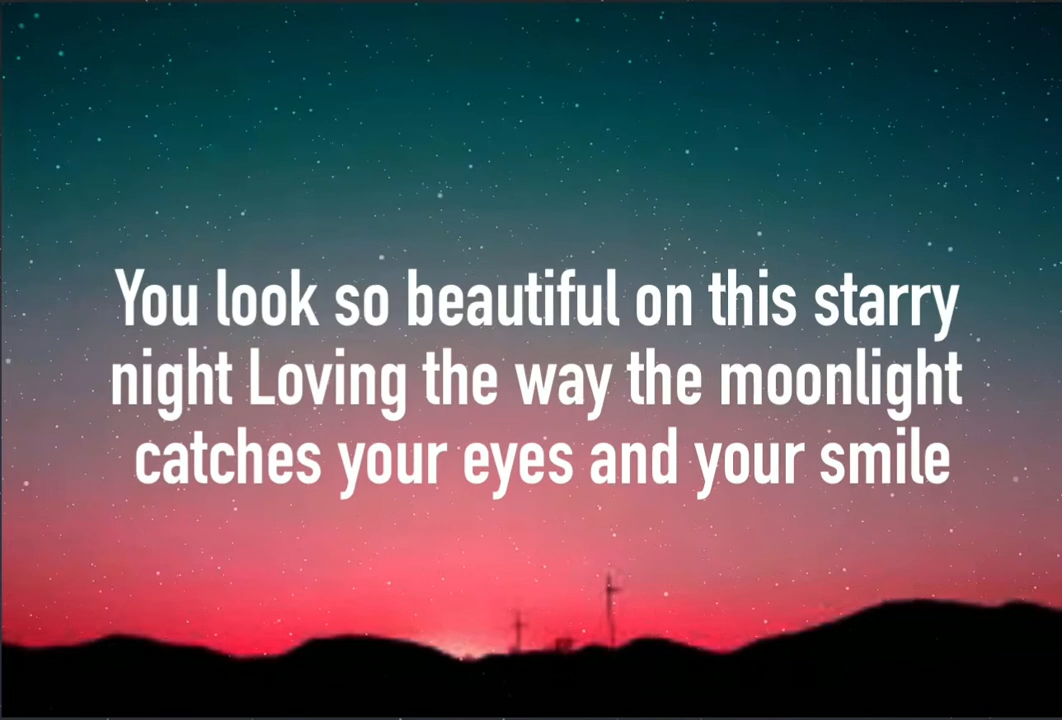 You look so beautiful on this starry
night Loving the way the moonlight
catches your eyes and your smile